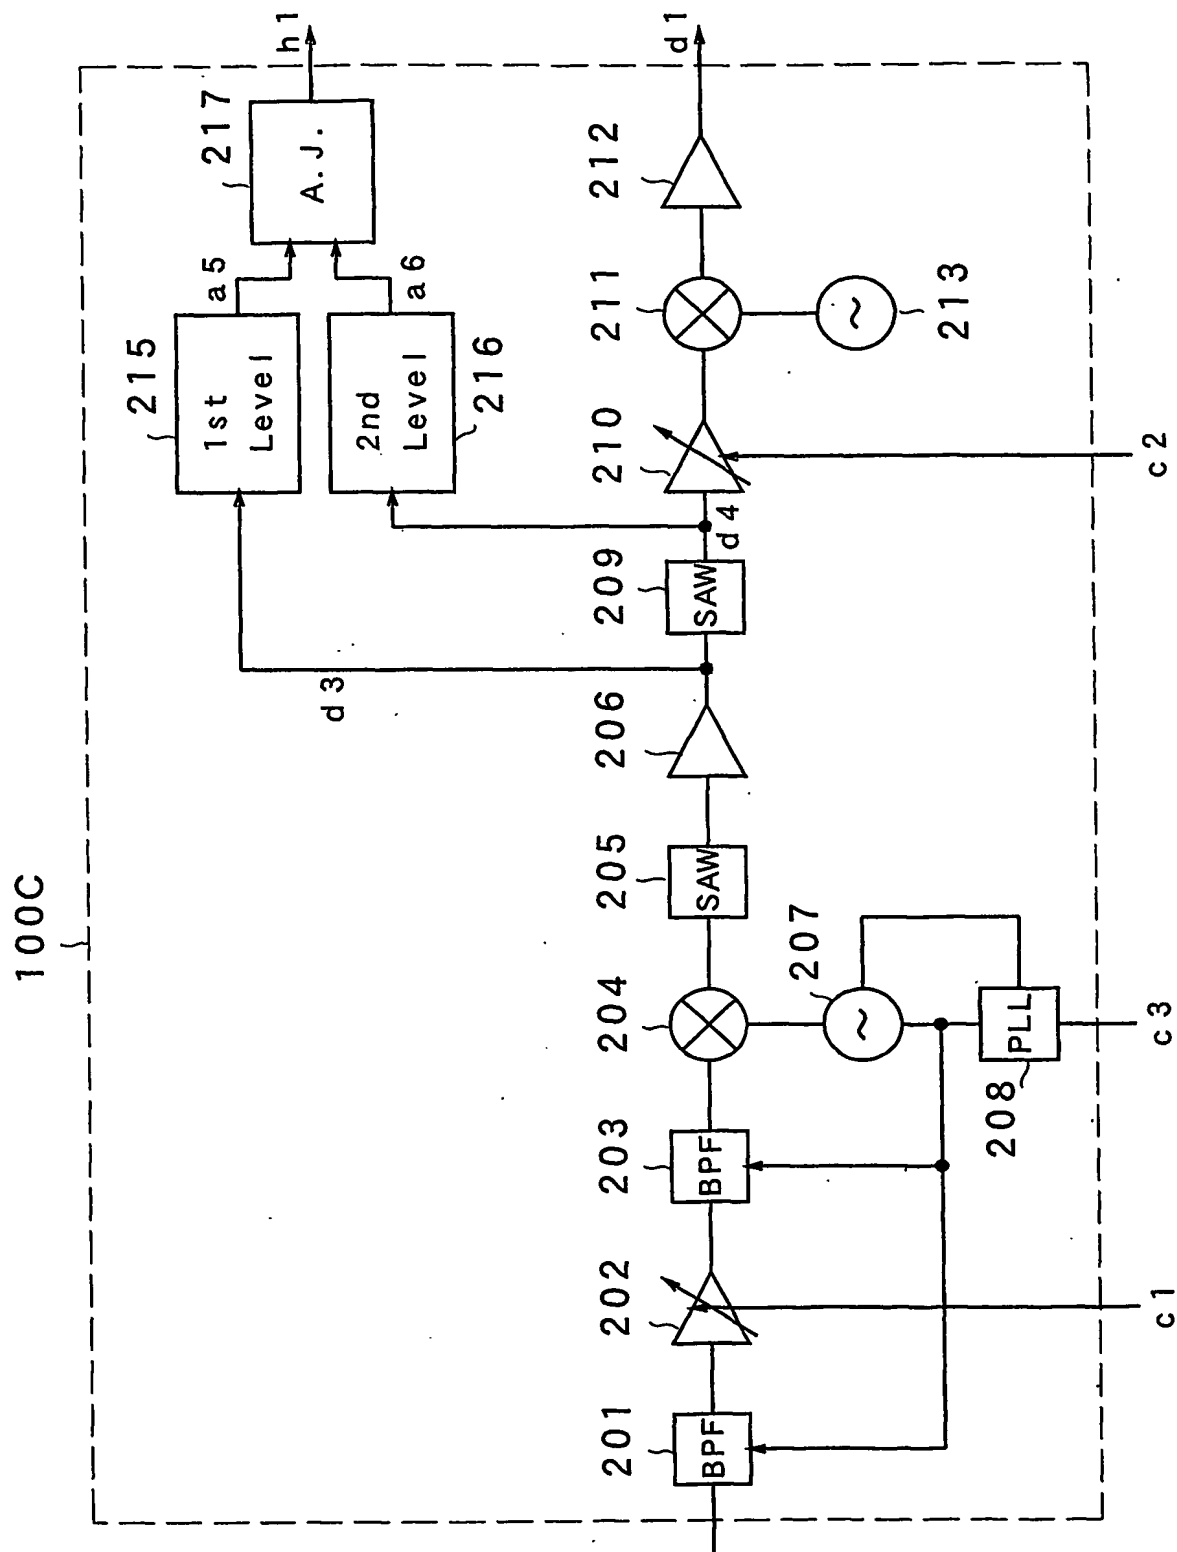 100C
h1
217
A.J.
a5
a6
215
1st
Level
216
2nd
Level
d3
d1
201
BPF
202
203
BPF
204
205
SAW
206
209
SAW
d4
210
211
212
213
207
208
PLL
c1
c3
c2